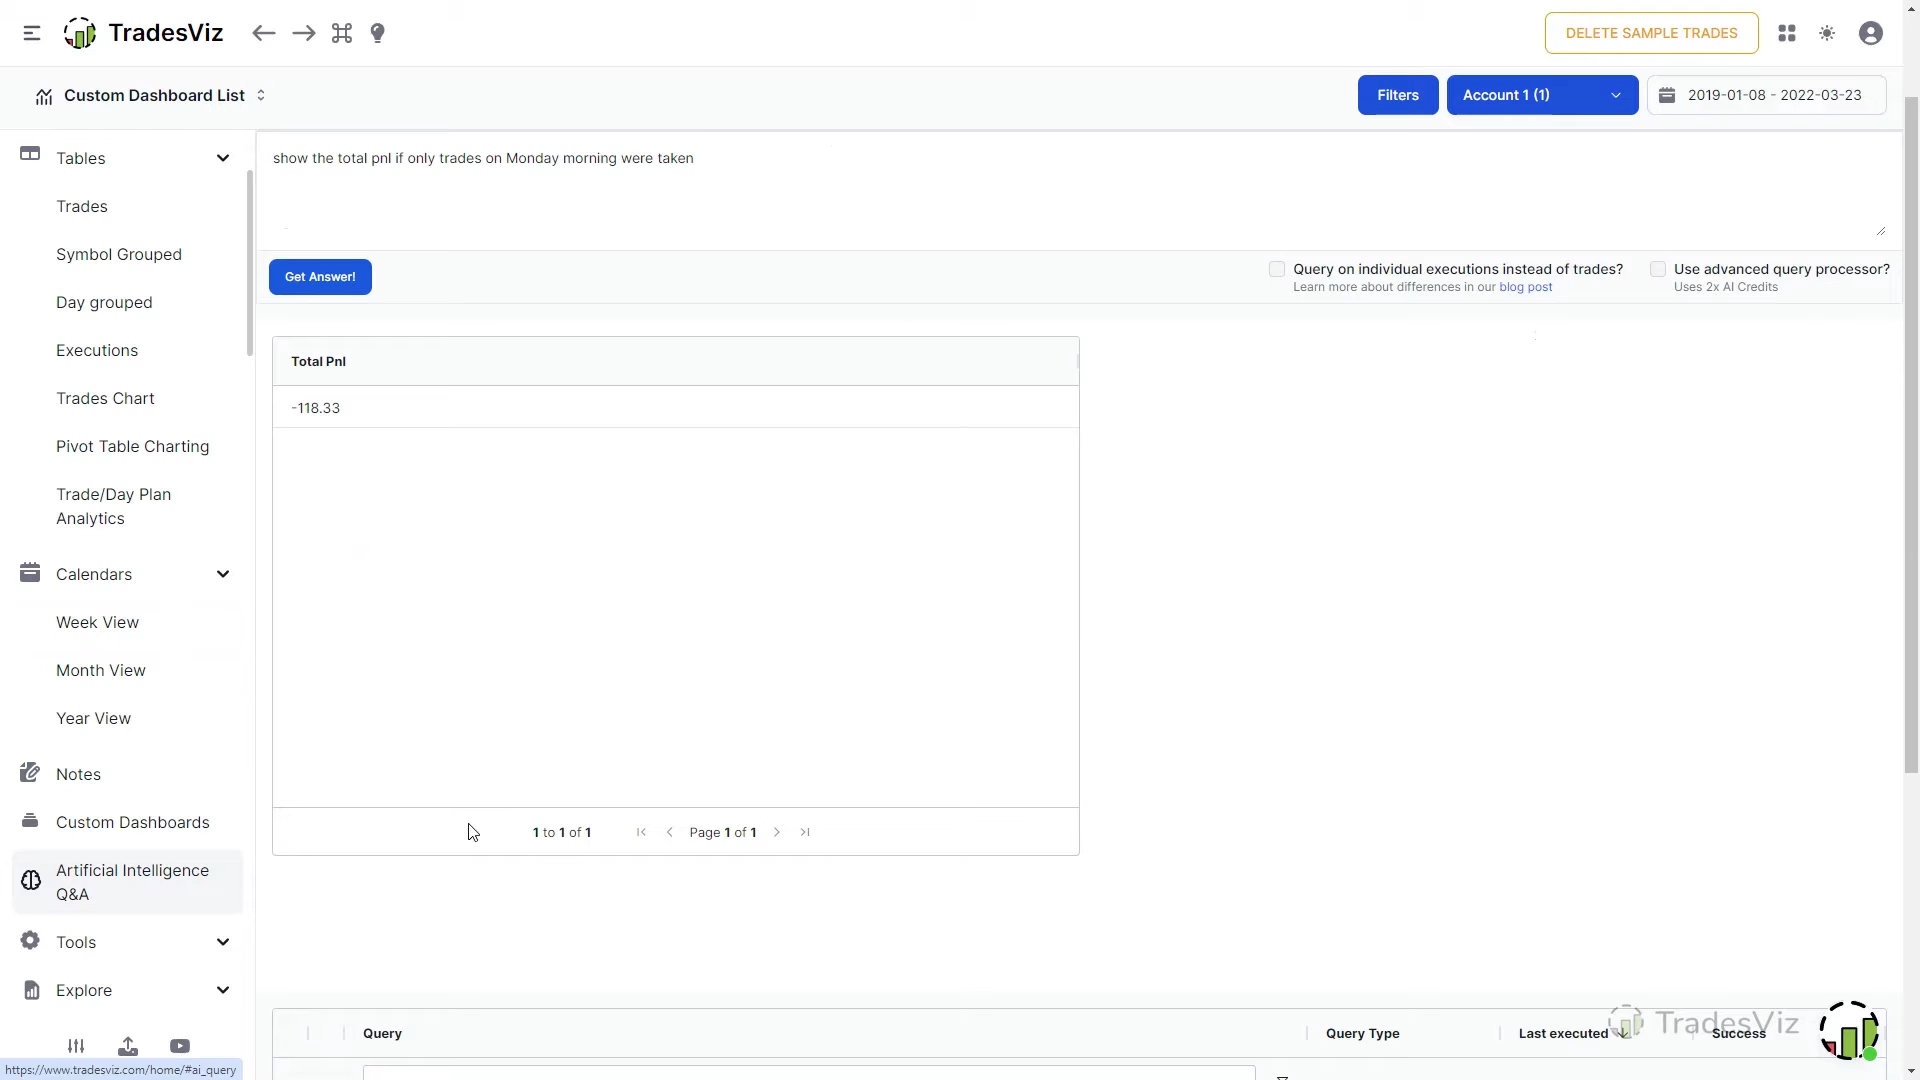 TradesViz
DELETE SAMPLE TRADES
Custom Dashboard List
Filters
Account 1 (1)
2019-01-08 - 2022-03-23
Tables
Trades
Symbol Grouped
Day grouped
Executions
Trades Chart
Pivot Table Charting
Trade/Day Plan
Analytics
Calendars
Week View
Month View
Year View
Notes
Custom Dashboards
Artificial Intelligence
Q&A
Tools
Explore
https://www.tradesviz.com/home/#ai_query
show the total pnl if only trades on Monday morning were taken
Get Answer!
Query on individual executions instead of trades?
Learn more about differences in our blog post
Use advanced query processor?
Uses 2x AI Credits
Total Pnl
-118.33
1 to 1 of 1
Page 1 of 1
Query
Query Type
Last executed
Success
TradesViz